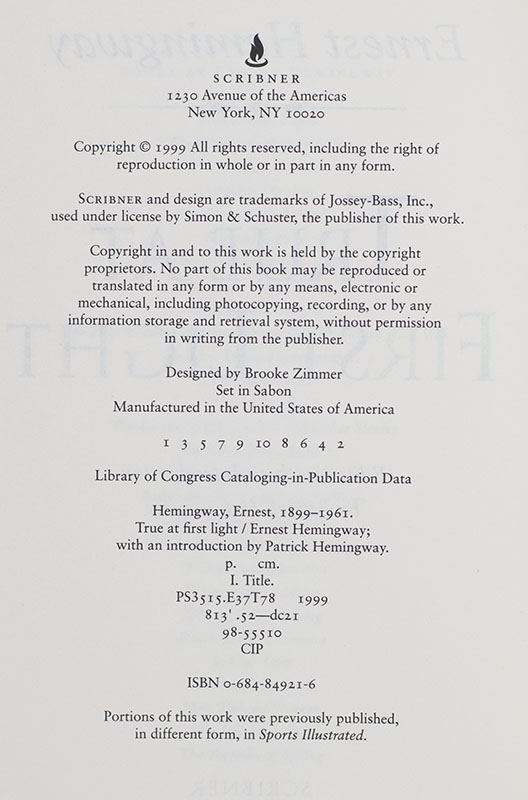 SCRIBNER
1230 Avenue of the Americas
New York, NY 10020
Copyright © 1999 All rights reserved, including the right of
reproduction in whole or in part in any form.
SCRIBNER and design are trademarks of Jossey-Bass, Inc.,
used under license by Simon & Schuster, the publisher of this work.
Copyright in and to this work is held by the copyright
proprietors. No part of this book may be reproduced or
translated in any form or by any means, electronic or
mechanical, including photocopying, recording, or by any
information storage and retrieval system, without permission
in writing from the publisher.
Designed by Brooke Zimmer
Set in Sabon
Manufactured in the United States of America
1 3 5 7 9 10 8 6 4 2
Library of Congress Cataloging-in-Publication Data
Hemingway, Ernest, 1899–1961.
True at first light / Ernest Hemingway;
with an introduction by Patrick Hemingway.
p. cm.
I. Title.
PS3515.E37T78 1999
813'.52—dc21
98-55510
CIP
ISBN 0-684-84921-6
Portions of this work were previously published,
in different form, in Sports Illustrated.